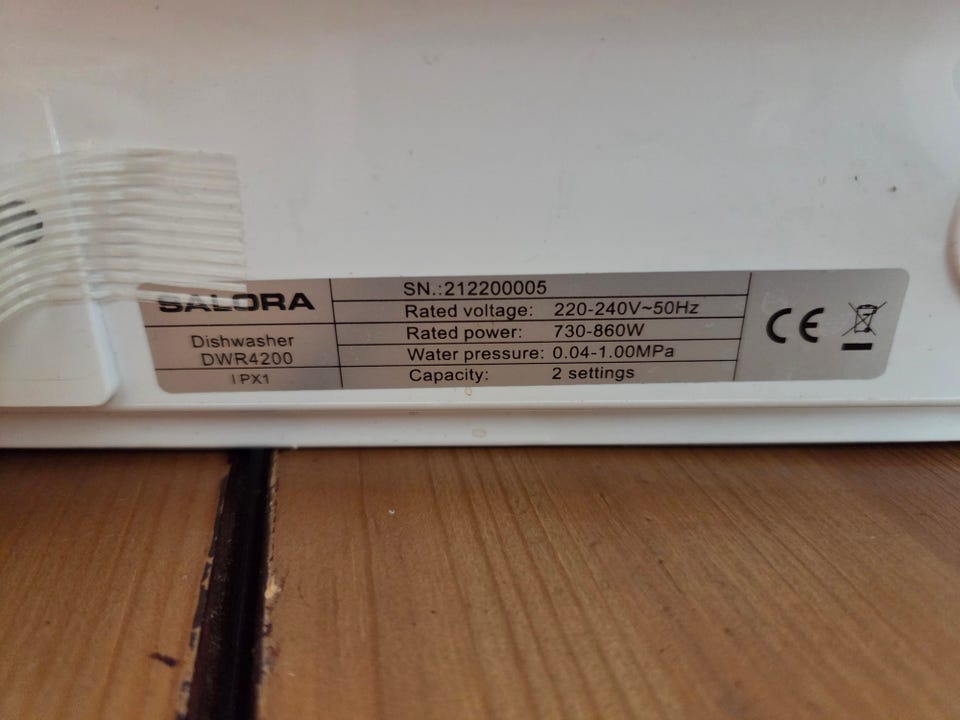 SALORA
Dishwasher
DWR4200
IPX1
SN.:212200005
Rated voltage: 220-240V~50Hz
Rated power: 730-860W
Water pressure: 0.04-1.00MPa
Capacity: 2 settings
CE